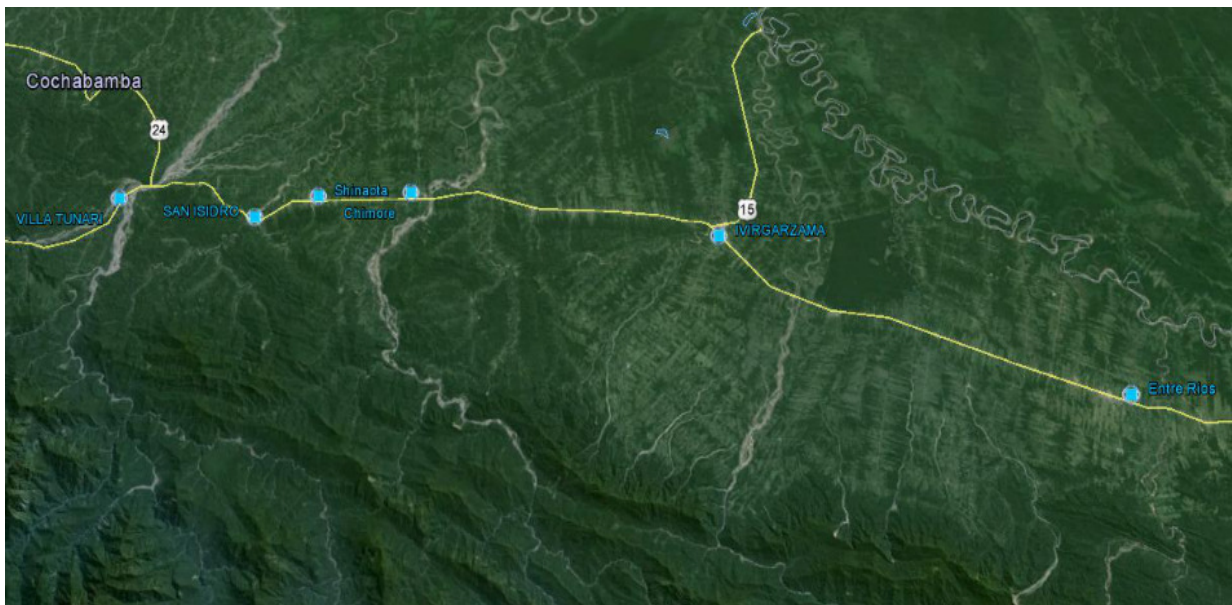 Cochabamba
24
15
VILLA TUNARI
SAN ISIDRO
Shinaota
Chimore
IVIRGARZAMA
Entre Rios